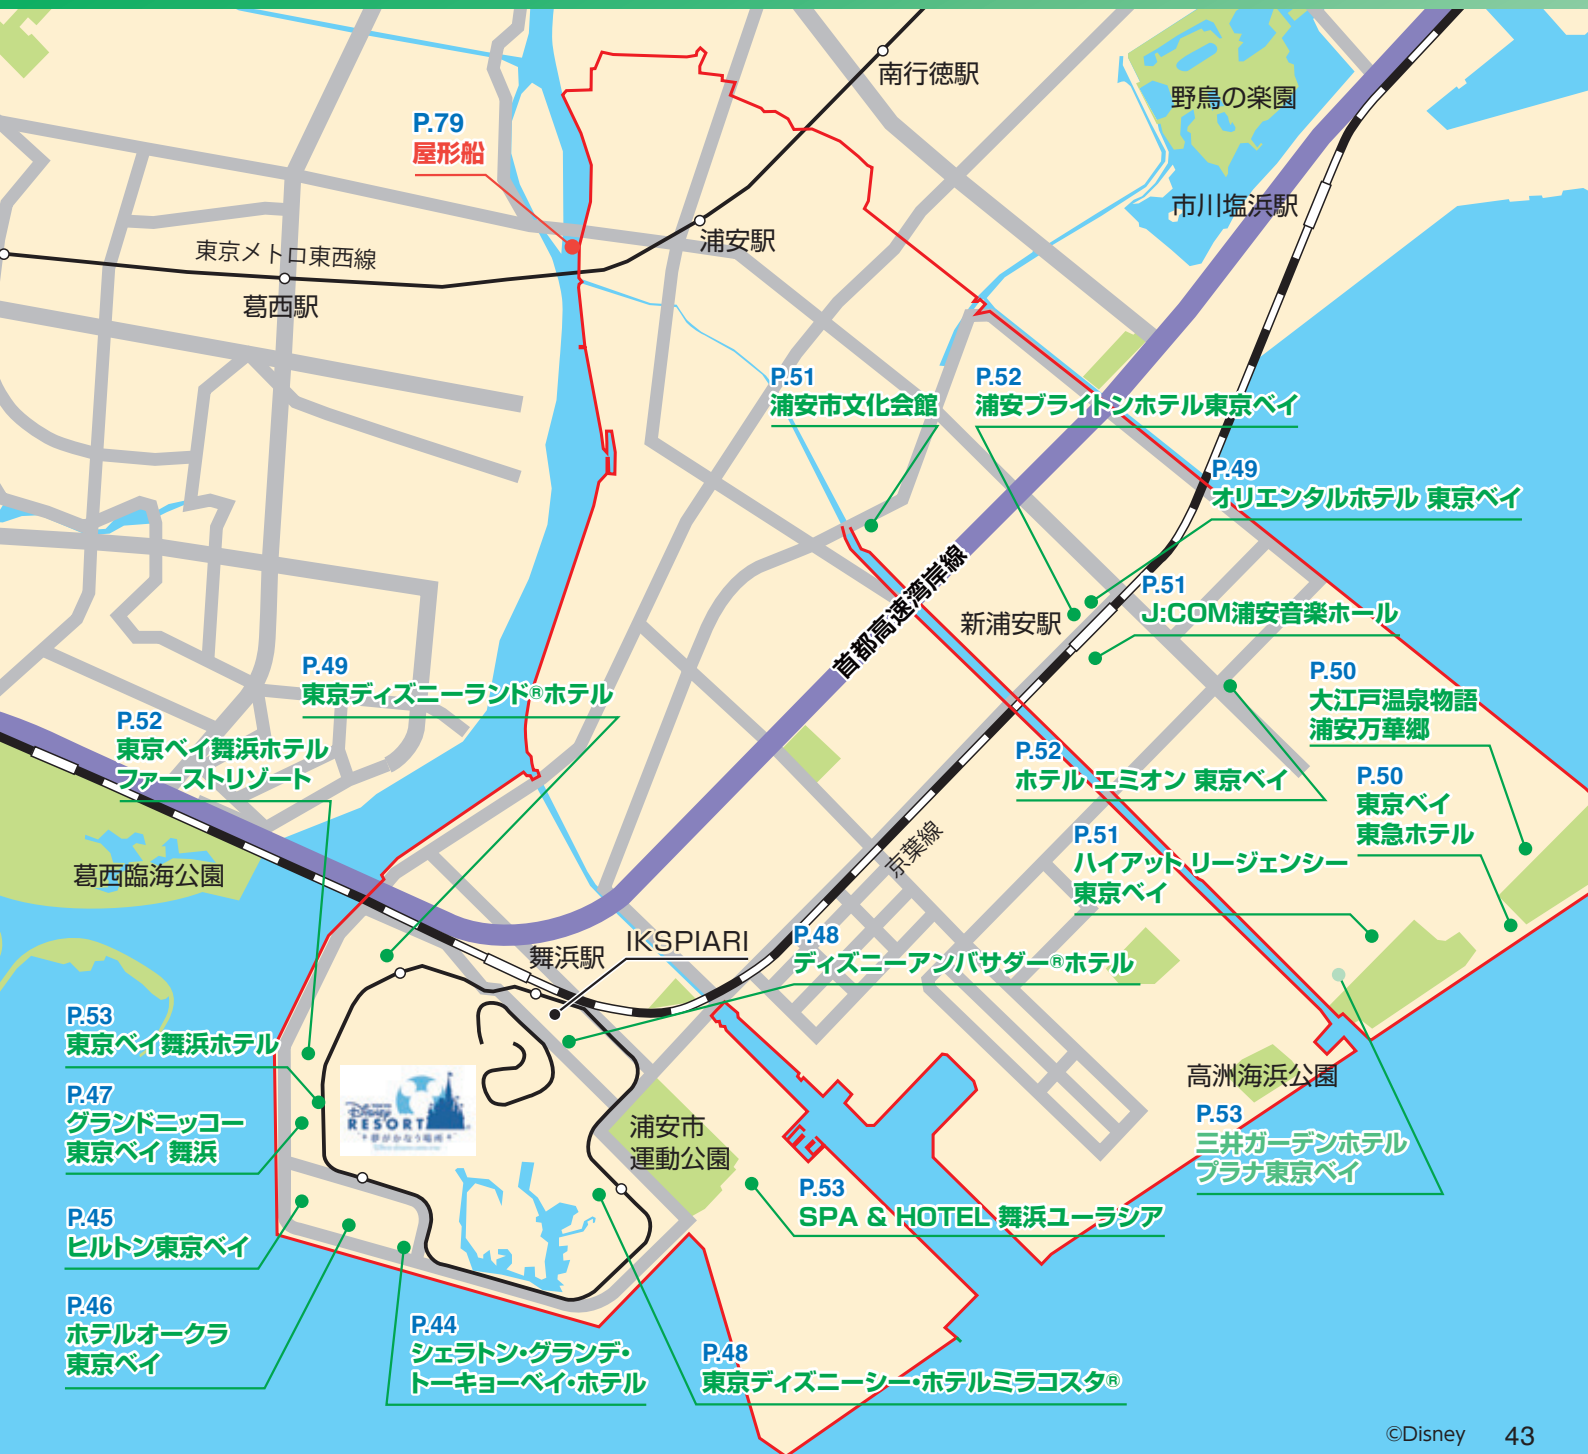 南行徳駅
野鳥の楽園
P.79
屋形船
市川塩浜駅
浦安駅
東京メトロ東西線
葛西駅
P.51
浦安市文化会館
P.52
浦安ブライトンホテル東京ベイ
P.49
オリエンタルホテル 東京ベイ
首都高速湾岸線
新浦安駅
P.51
J:COM浦安音楽ホール
P.49
東京ディズニーランド®ホテル
P.50
大江戸温泉物語
浦安万華郷
P.52
東京ベイ舞浜ホテル
ファーストリゾート
P.52
ホテル エミオン 東京ベイ
P.50
東京ベイ
東急ホテル
京葉線
P.51
ハイアット リージェンシー
東京ベイ
葛西臨海公園
舞浜駅
IKSPIARI
P.48
ディズニーアンバサダー®ホテル
P.53
東京ベイ舞浜ホテル
P.47
グランドニッコー
東京ベイ 舞浜
TOKYO
Disney
RESORT
夢がかなう場所
高洲海浜公園
浦安市
運動公園
P.53
三井ガーデンホテル
プラナ東京ベイ
P.53
SPA & HOTEL 舞浜ユーラシア
P.45
ヒルトン東京ベイ
P.46
ホテルオークラ
東京ベイ
P.44
シェラトン・グランデ・
トーキョーベイ・ホテル
P.48
東京ディズニーシー・ホテルミラコスタ®
©Disney
43